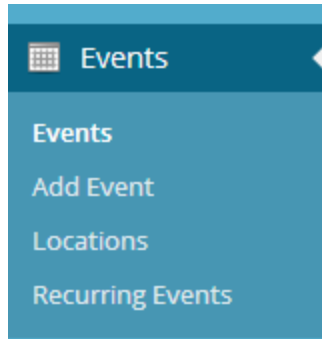 Events
Events
Add Event
Locations
Recurring Events